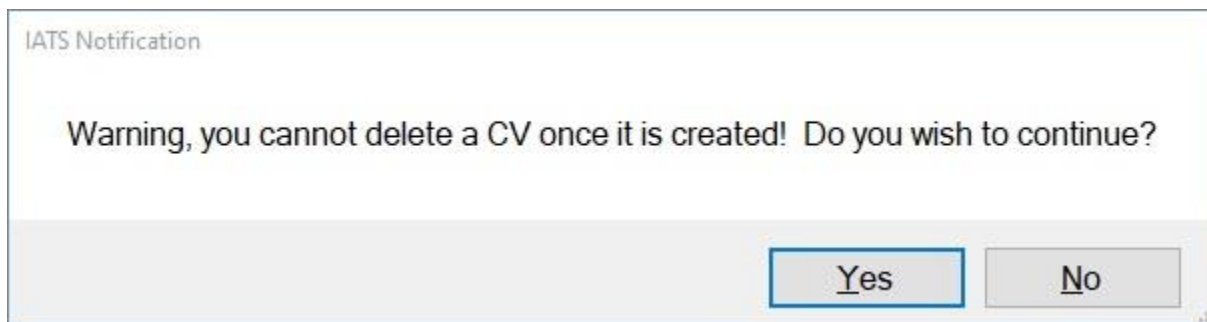 IATS Notification
Warning, you cannot delete a CV once it is created!  Do you wish to continue?
Yes
No